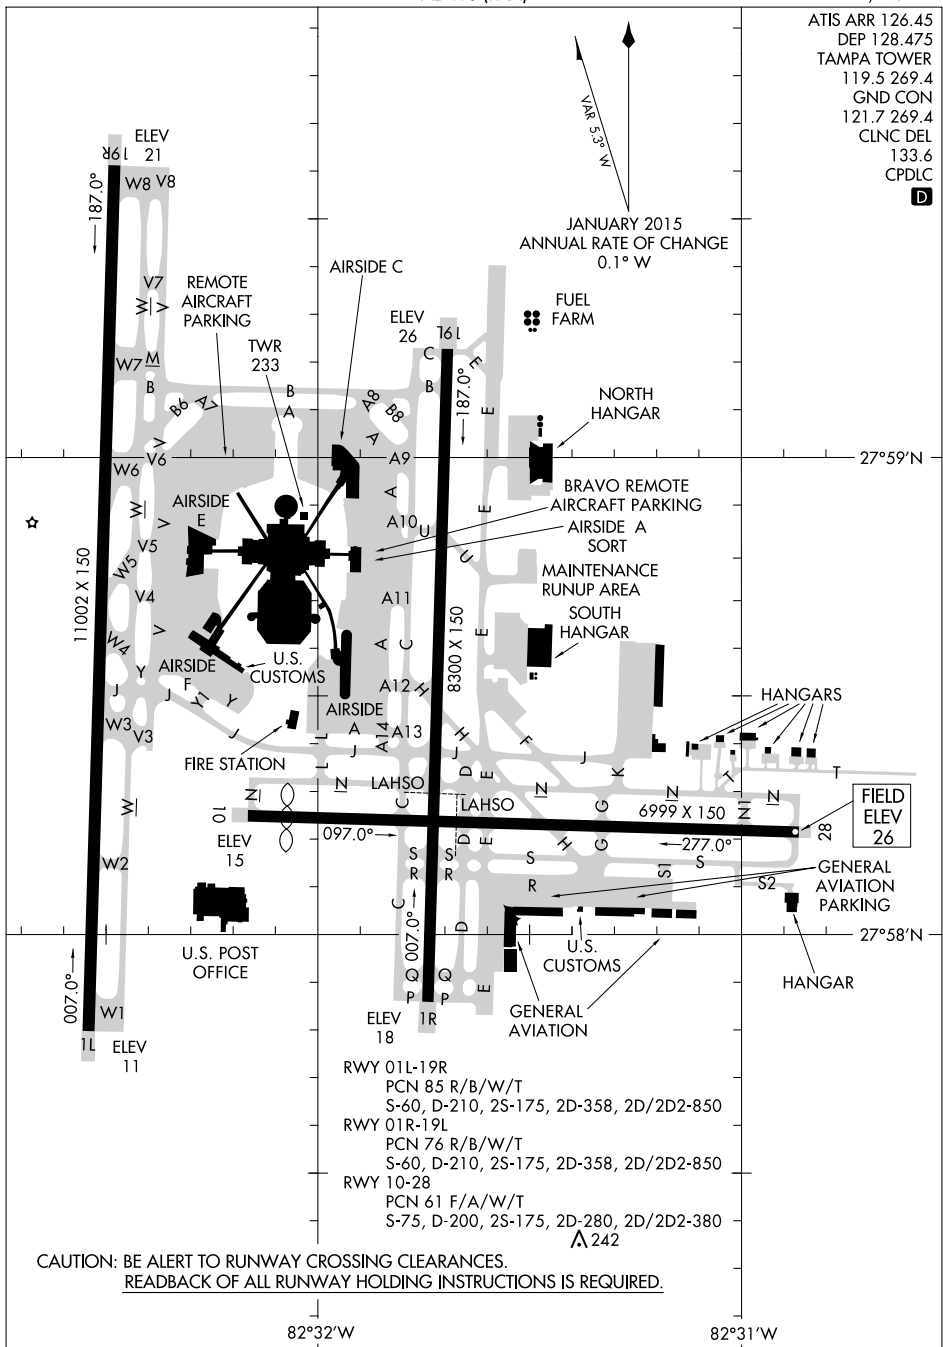 ATIS ARR 126.45
DEP 128.475
TAMPA TOWER
119.5 269.4
GND CON
121.7 269.4
CLNC DEL
133.6
CPDLC
D
VAR 5.3° W
JANUARY 2015
ANNUAL RATE OF CHANGE
0.1° W
ELEV
21
19R
W8 V8
187.0°
AIRSIDE C
REMOTE
AIRCRAFT
PARKING
V7
W
V
TWR
233
ELEV
26
19L
FUEL
FARM
C
E
W7 M
B
B
187.0°
B
A
B6 A7
A8 B8
A
E
NORTH
HANGAR
V
V6
W6
A9
27°59'N
AIRSIDE
E
BRAVO REMOTE
AIRCRAFT PARKING
AIRSIDE A
SORT
W
V
A
A10
U
E
V5
W5
U
MAINTENANCE
RUNUP AREA
11002 X 150
V4
A11
SOUTH
HANGAR
V
W4
A
C
E
8300 X 150
U.S.
CUSTOMS
AIRSIDE
F
Y
J
J
Y1
Y
A12
H
HANGARS
AIRSIDE
W3
V3
J
L
A
A14
A13
H
F
J
FIRE STATION
L
J
J
D
E
K
T
T
LAHSO
N
N
N
N
N
N
W
C
LAHSO
G
6999 X 150
FIELD
ELEV
26
10
ELEV
15
097.0°
D
E
H
G
277.0°
28
W2
S
R
S
R
S
R
S1
S
S2
GENERAL
AVIATION
PARKING
C
007.0°
D
U.S. POST
OFFICE
U.S.
CUSTOMS
27°58'N
HANGAR
007.0°
Q
P
Q
P
E
GENERAL
AVIATION
W1
1L
ELEV
11
ELEV
18
1R
RWY 01L-19R
PCN 85 R/B/W/T
S-60, D-210, 2S-175, 2D-358, 2D/2D2-850
RWY 01R-19L
PCN 76 R/B/W/T
S-60, D-210, 2S-175, 2D-358, 2D/2D2-850
RWY 10-28
PCN 61 F/A/W/T
S-75, D-200, 2S-175, 2D-280, 2D/2D2-380
242
CAUTION: BE ALERT TO RUNWAY CROSSING CLEARANCES.
READBACK OF ALL RUNWAY HOLDING INSTRUCTIONS IS REQUIRED.
82°32'W
82°31'W